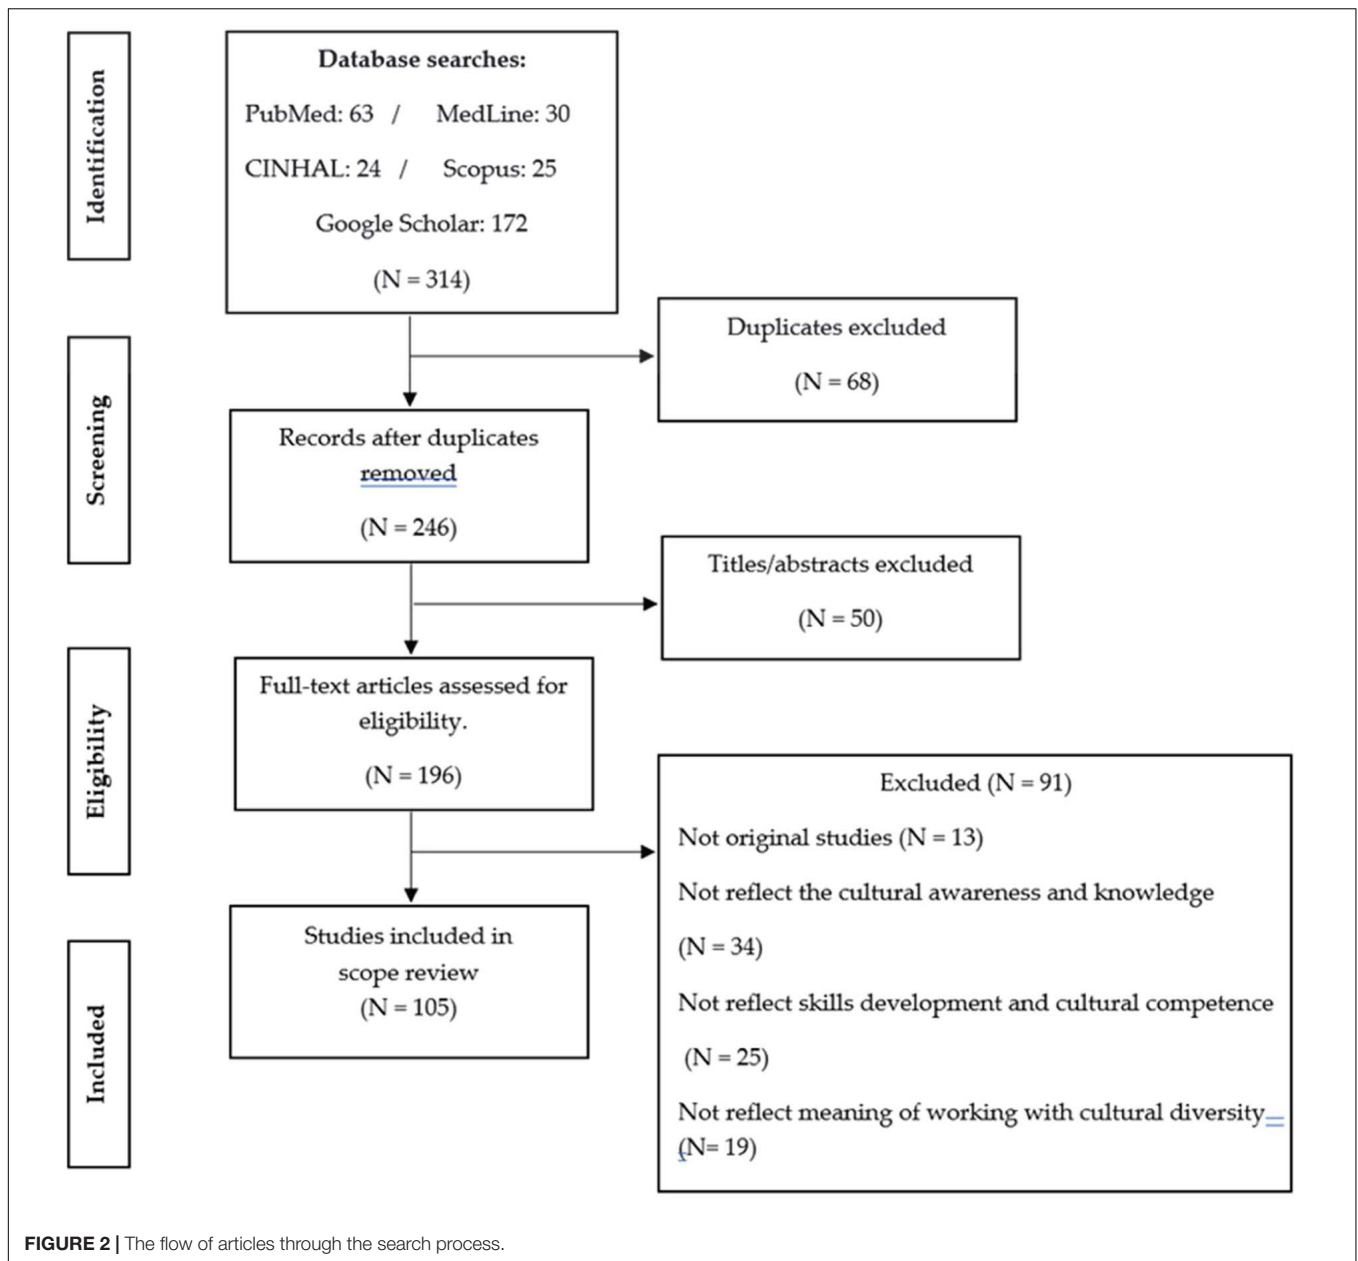 Identification
Database searches:
PubMed: 63 / MedLine: 30
CINHAL: 24 / Scopus: 25
Google Scholar: 172
(N = 314)
Duplicates excluded
(N = 68)
Screening
Records after duplicates
removed
(N = 246)
Titles/abstracts excluded
(N = 50)
Eligibility
Full-text articles assessed for
eligibility.
(N = 196)
Excluded (N = 91)
Not original studies (N = 13)
Not reflect the cultural awareness and knowledge
(N = 34)
Not reflect skills development and cultural competence
(N = 25)
Not reflect meaning of working with cultural diversity
(N= 19)
Included
Studies included in
scope review
(N = 105)
FIGURE 2 | The flow of articles through the search process.